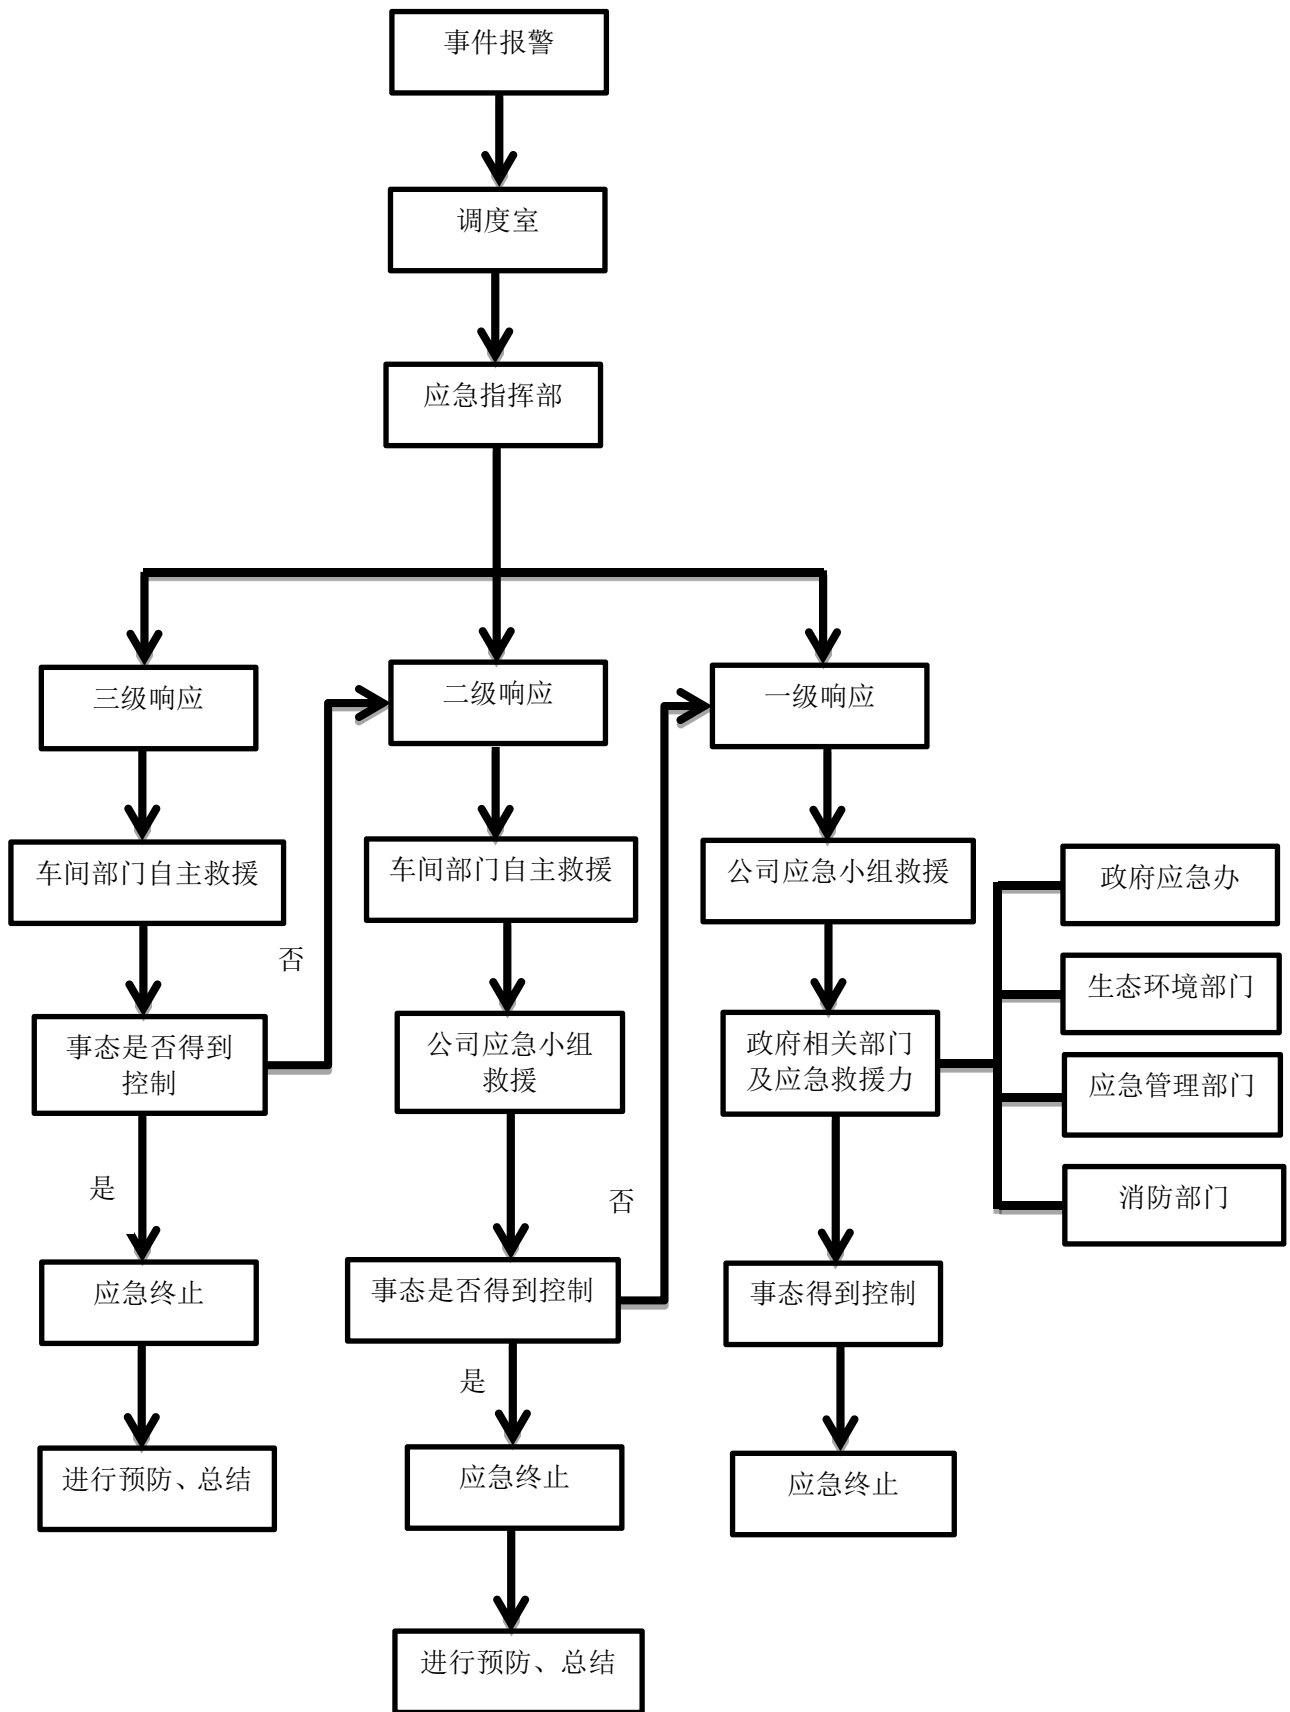 事件报警
调度室
应急指挥部
三级响应
二级响应
一级响应
车间部门自主救援
车间部门自主救援
公司应急小组救援
政府应急办
否
生态环境部门
事态是否得到
控制
公司应急小组
救援
政府相关部门
及应急救援力
应急管理部门
是
否
消防部门
应急终止
事态是否得到控制
事态得到控制
是
进行预防、总结
应急终止
应急终止
进行预防、总结